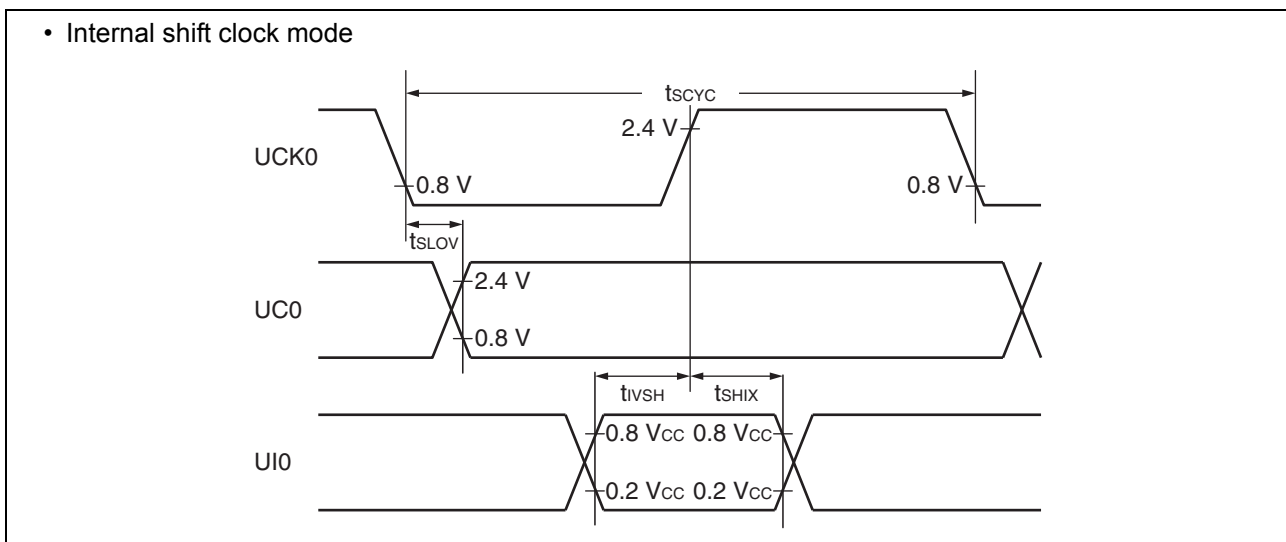 • Internal shift clock mode
tSCYC
2.4 V
UCK0
0.8 V
0.8 V
tSLOV
2.4 V
UC0
0.8 V
tIVSH
tSHIX
0.8 VCC
0.8 VCC
UI0
0.2 VCC
0.2 VCC